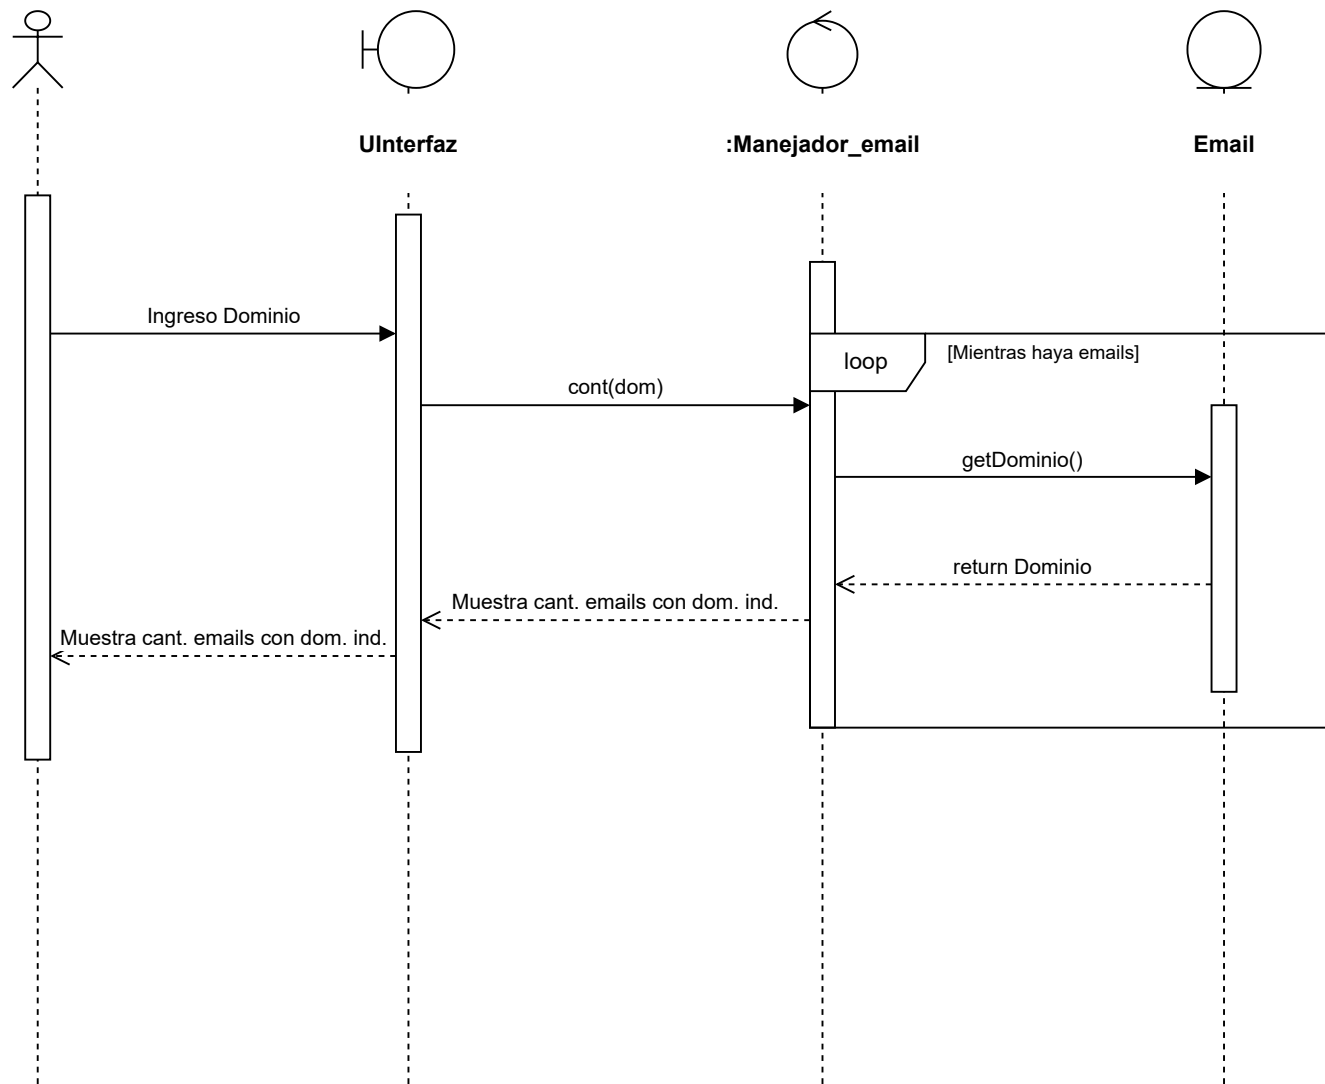 UInterfaz
:Manejador_email
Email
Ingreso Dominio
loop
[Mientras haya emails]
cont(dom)
getDominio()
return Dominio
Muestra cant. emails con dom. ind.
Muestra cant. emails con dom. ind.